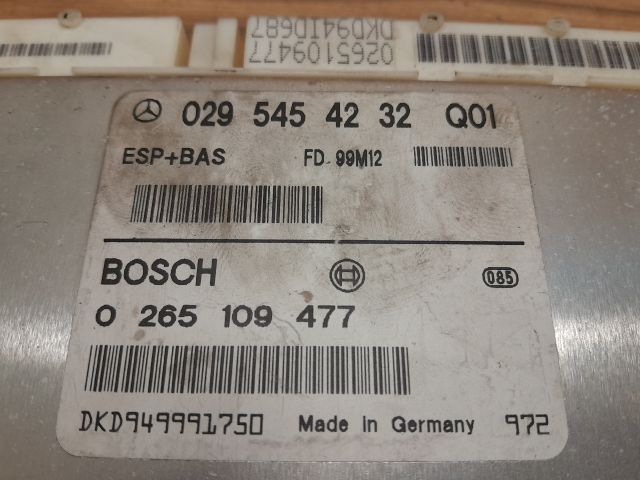 0265109477
DKD94ID687
029 545 42 32 Q01
ESP+BAS FD 99M12
BOSCH 085
0 265 109 477
DKD949991750 Made in Germany 972